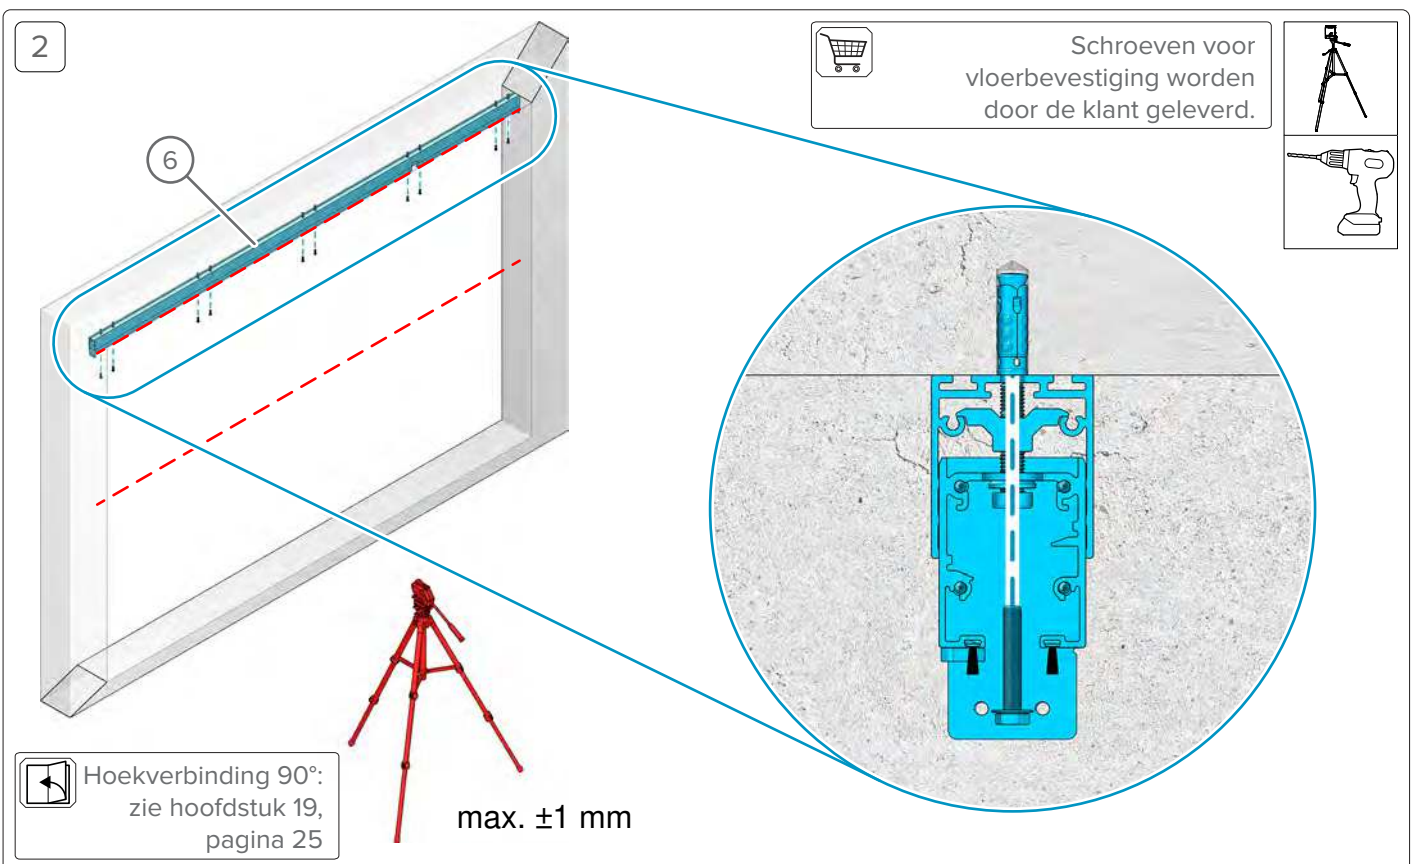 2
Schroeven voor
vloerbevestiging worden
door de klant geleverd.
6
Hoekverbinding 90°:
zie hoofdstuk 19,
pagina 25
max. ±1 mm